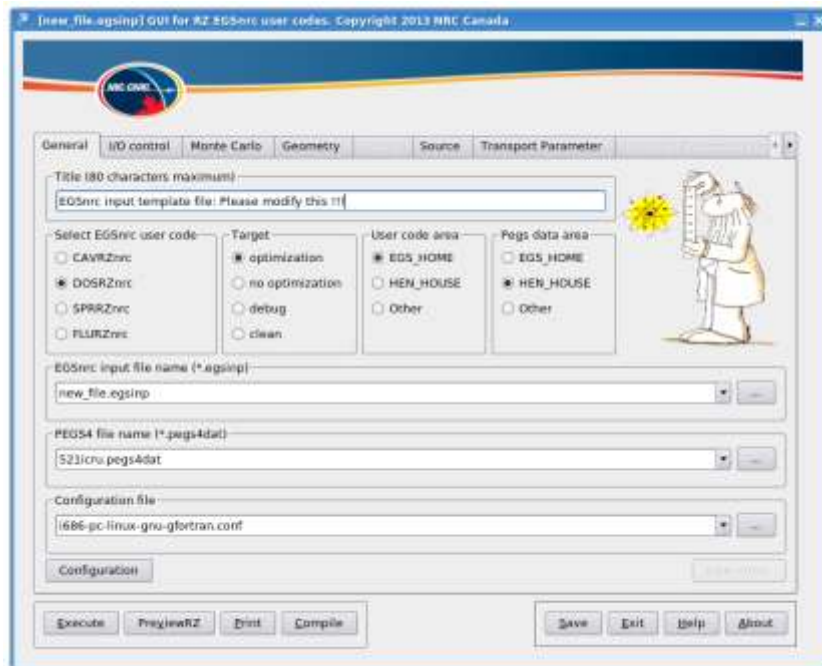 [new_file.egsinp] GUI for RZ EGSnrc user codes. Copyright 2013 NRC Canada
NRC·CNRC
General I/O control Monte Carlo Geometry Source Transport Parameter
Title (80 characters maximum)
EGSnrc input template file: Please modify this !!!
Select EGSnrc user code Target User code area Pegs data area
CAVRZnrc optimization EGS_HOME EGS_HOME
DOSRZnrc no optimization HEN_HOUSE HEN_HOUSE
SPRRZnrc debug Other Other
FLURZnrc clean
EGSnrc input file name (*.egsinp)
new_file.egsinp
...
PEGS4 file name (*.pegs4dat)
521icru.pegs4dat
...
Configuration file
i686-pc-linux-gnu-gfortran.conf
...
Configuration
Execute PreviewRZ Print Compile Save Exit Help About